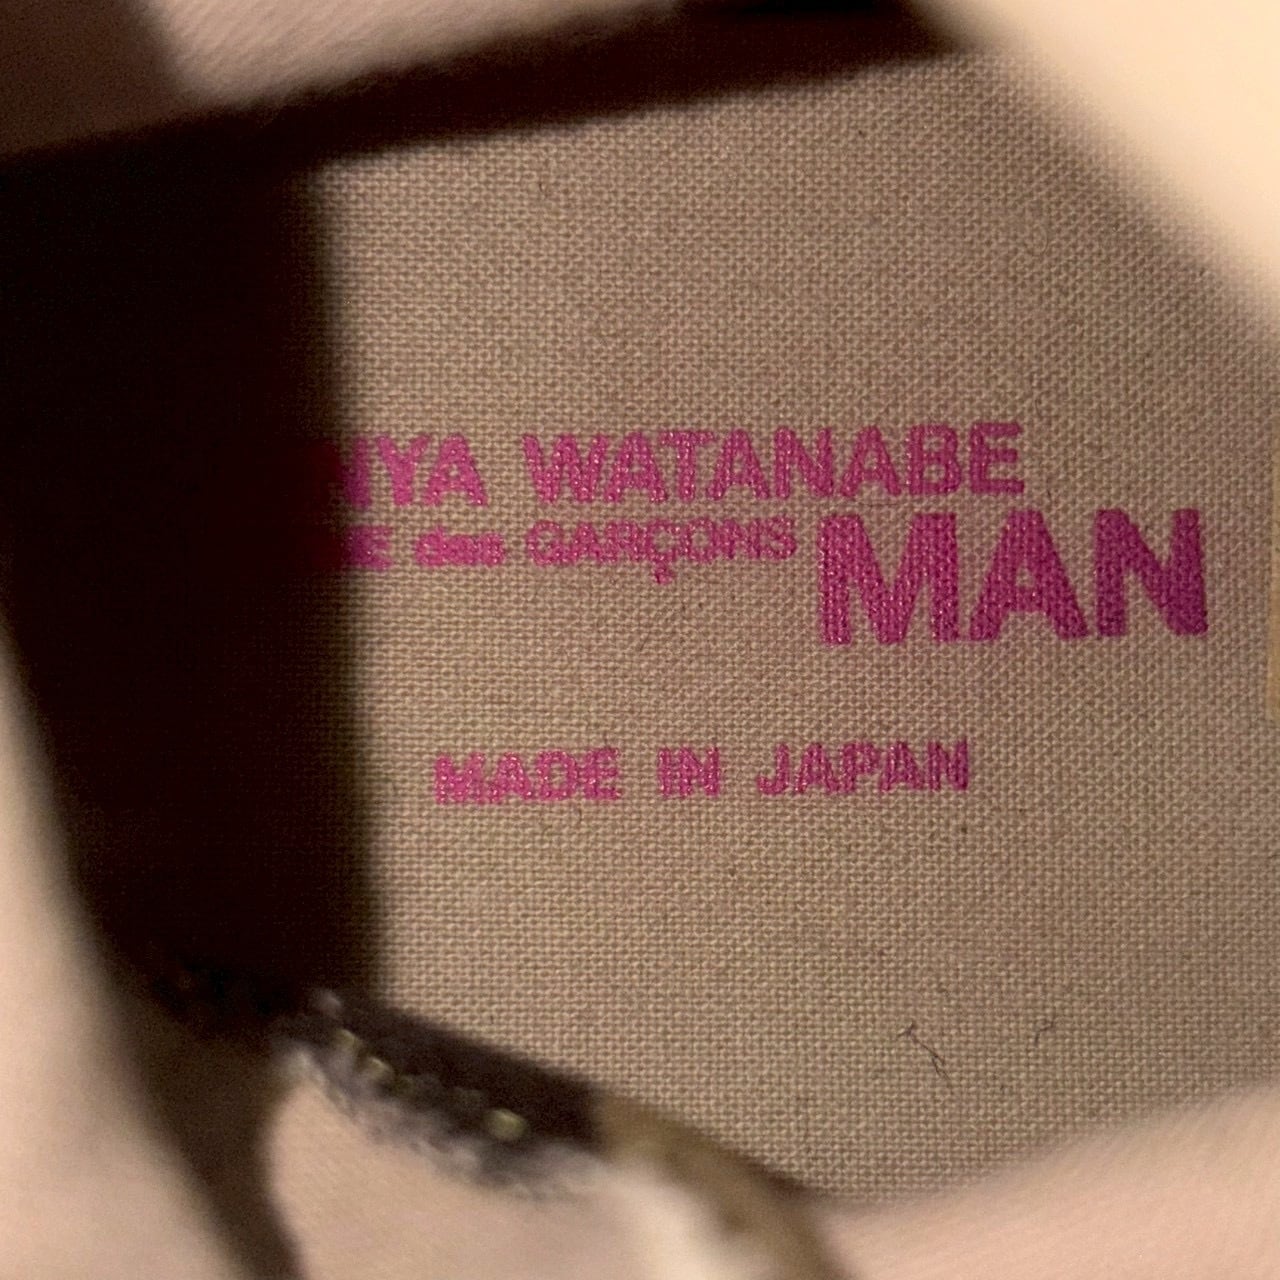 NYA WATANABE
E des GARÇONS MAN
MADE IN JAPAN